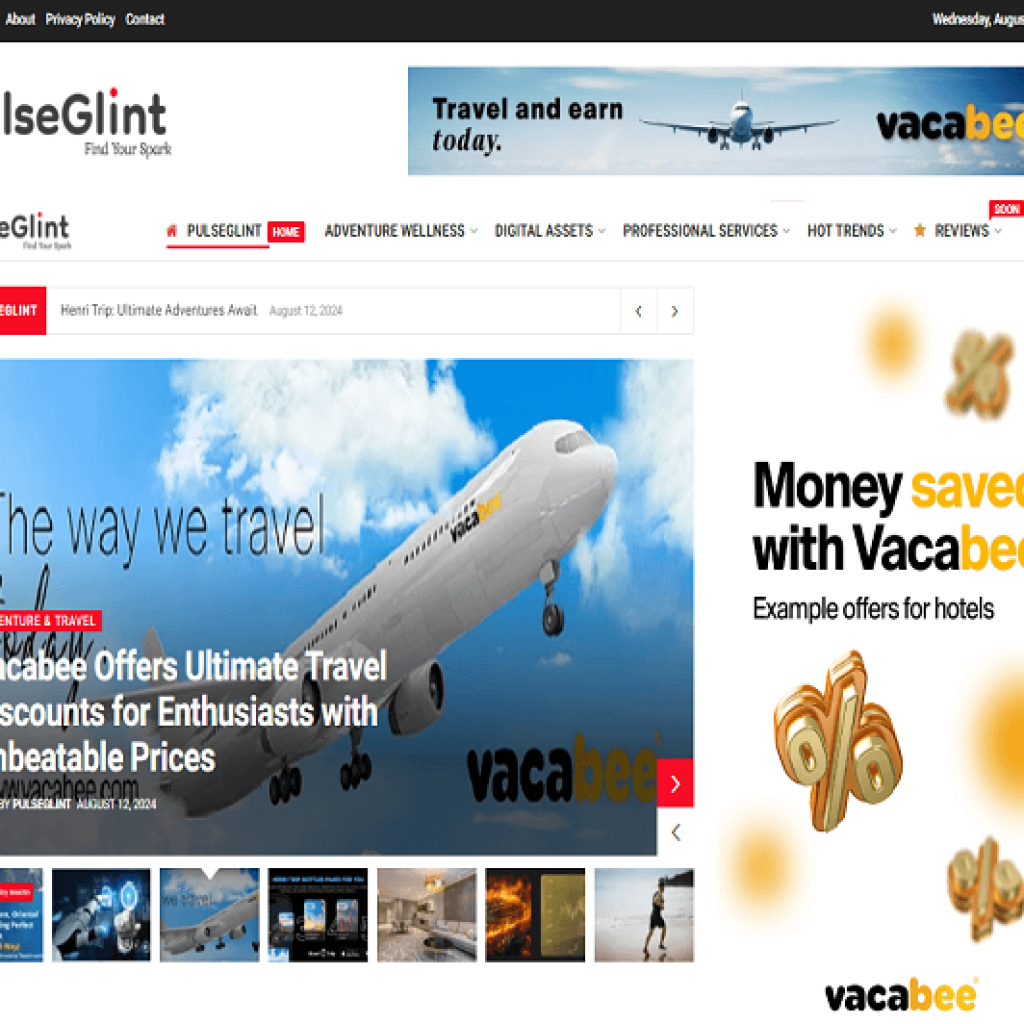 About Privacy Policy Contact
Wednesday, Augus
lseGlint
Find Your Spark
Travel and earn
today.
vacabee
eGlint
Find Your Spark
PULSEGLINT HOME ADVENTURE WELLNESS DIGITAL ASSETS PROFESSIONAL SERVICES HOT TRENDS REVIEWS
SOON
EGLINT
Henri Trip: Ultimate Adventures Await August 12, 2024
The way we travel
today.
vacabee
ENTURE & TRAVEL
acabee Offers Ultimate Travel
scounts for Enthusiasts with
nbeatable Prices
www.vacabee.com
BY PULSEGLINT AUGUST 12, 2024
vacabee
Money saved
with Vacabee
Example offers for hotels
we travel
vacabee